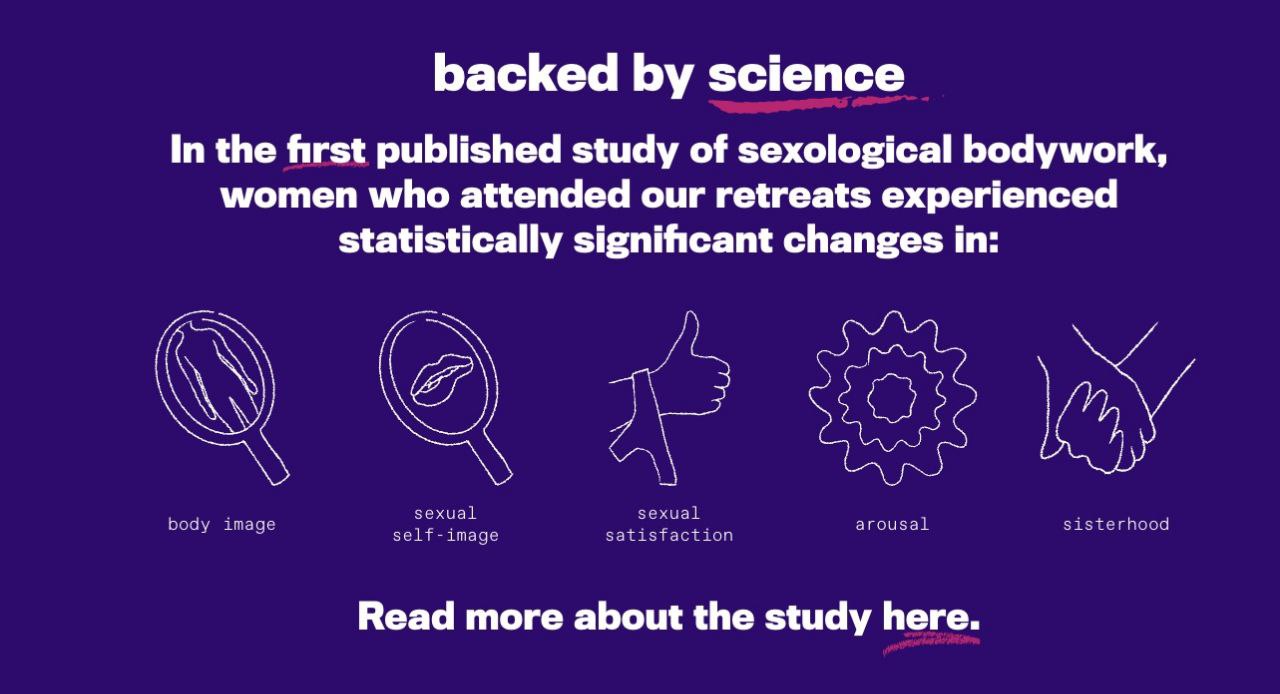 backed by science
In the first published study of sexological bodywork,
women who attended our retreats experienced
statistically significant changes in:
body image
sexual
self-image
sexual
satisfaction
arousal
sisterhood
Read more about the study here.